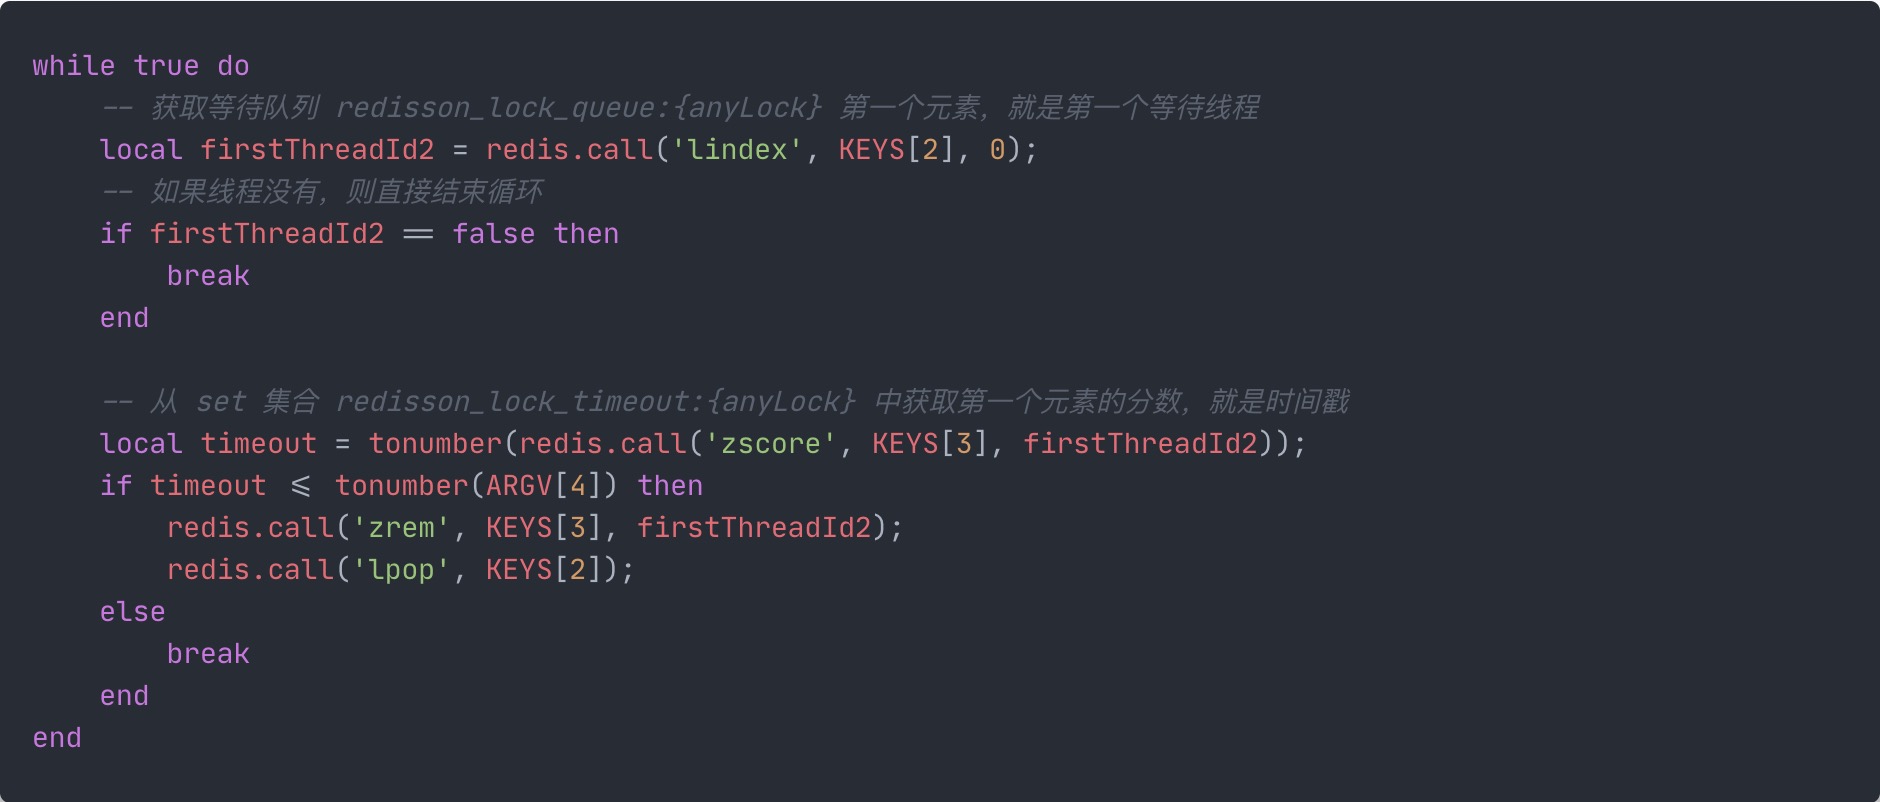 while true do
    -- 获取等待队列 redisson_lock_queue:{anyLock} 第一个元素，就是第一个等待线程
    local firstThreadId2 = redis.call('lindex', KEYS[2], 0);
    -- 如果线程没有，则直接结束循环
    if firstThreadId2 == false then
        break
    end

    -- 从 set 集合 redisson_lock_timeout:{anyLock} 中获取第一个元素的分数，就是时间戳
    local timeout = tonumber(redis.call('zscore', KEYS[3], firstThreadId2));
    if timeout <= tonumber(ARGV[4]) then
        redis.call('zrem', KEYS[3], firstThreadId2);
        redis.call('lpop', KEYS[2]);
    else
        break
    end
end